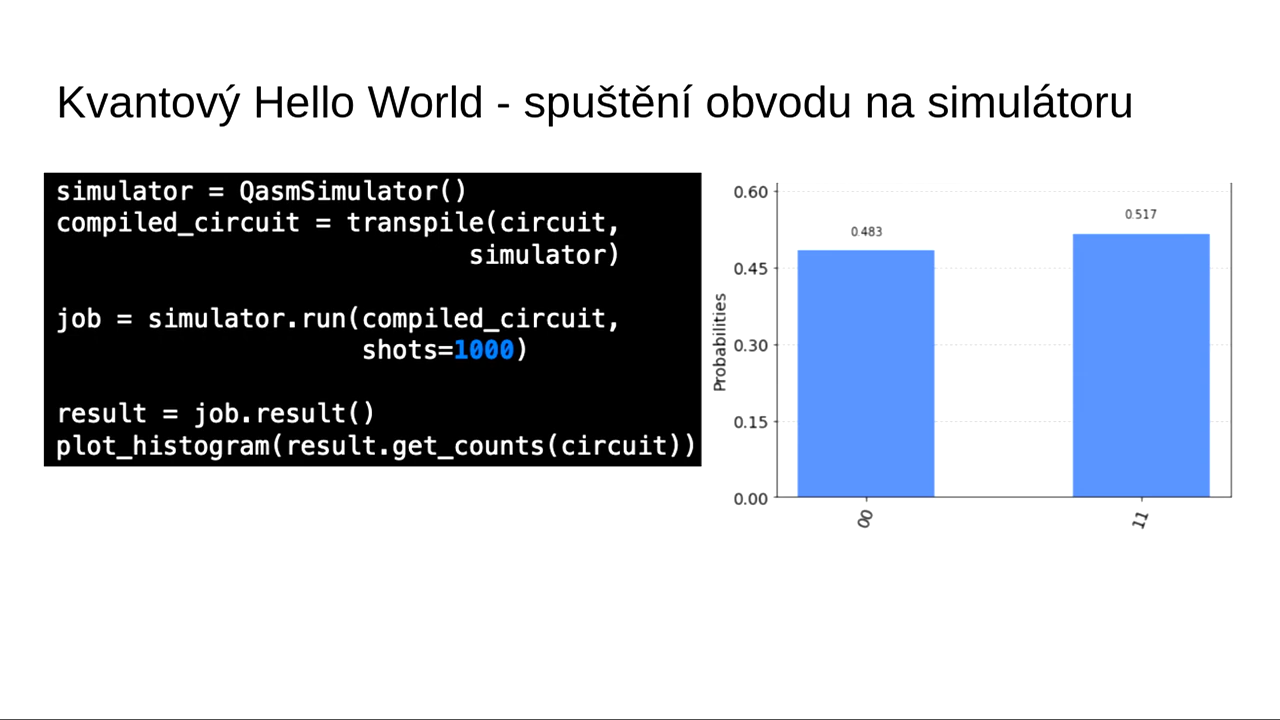 Kvantový Hello World - spuštění obvodu na simulátoru
simulator = QasmSimulator()
compiled_circuit = transpile(circuit,
simulator)
job = simulator.run(compiled_circuit,
shots=1000)
result = job.result()
plot_histogram(result.get_counts(circuit))
Probabilities
0.60
0.45
0.30
0.15
0.00
0.483
0.517
00
11